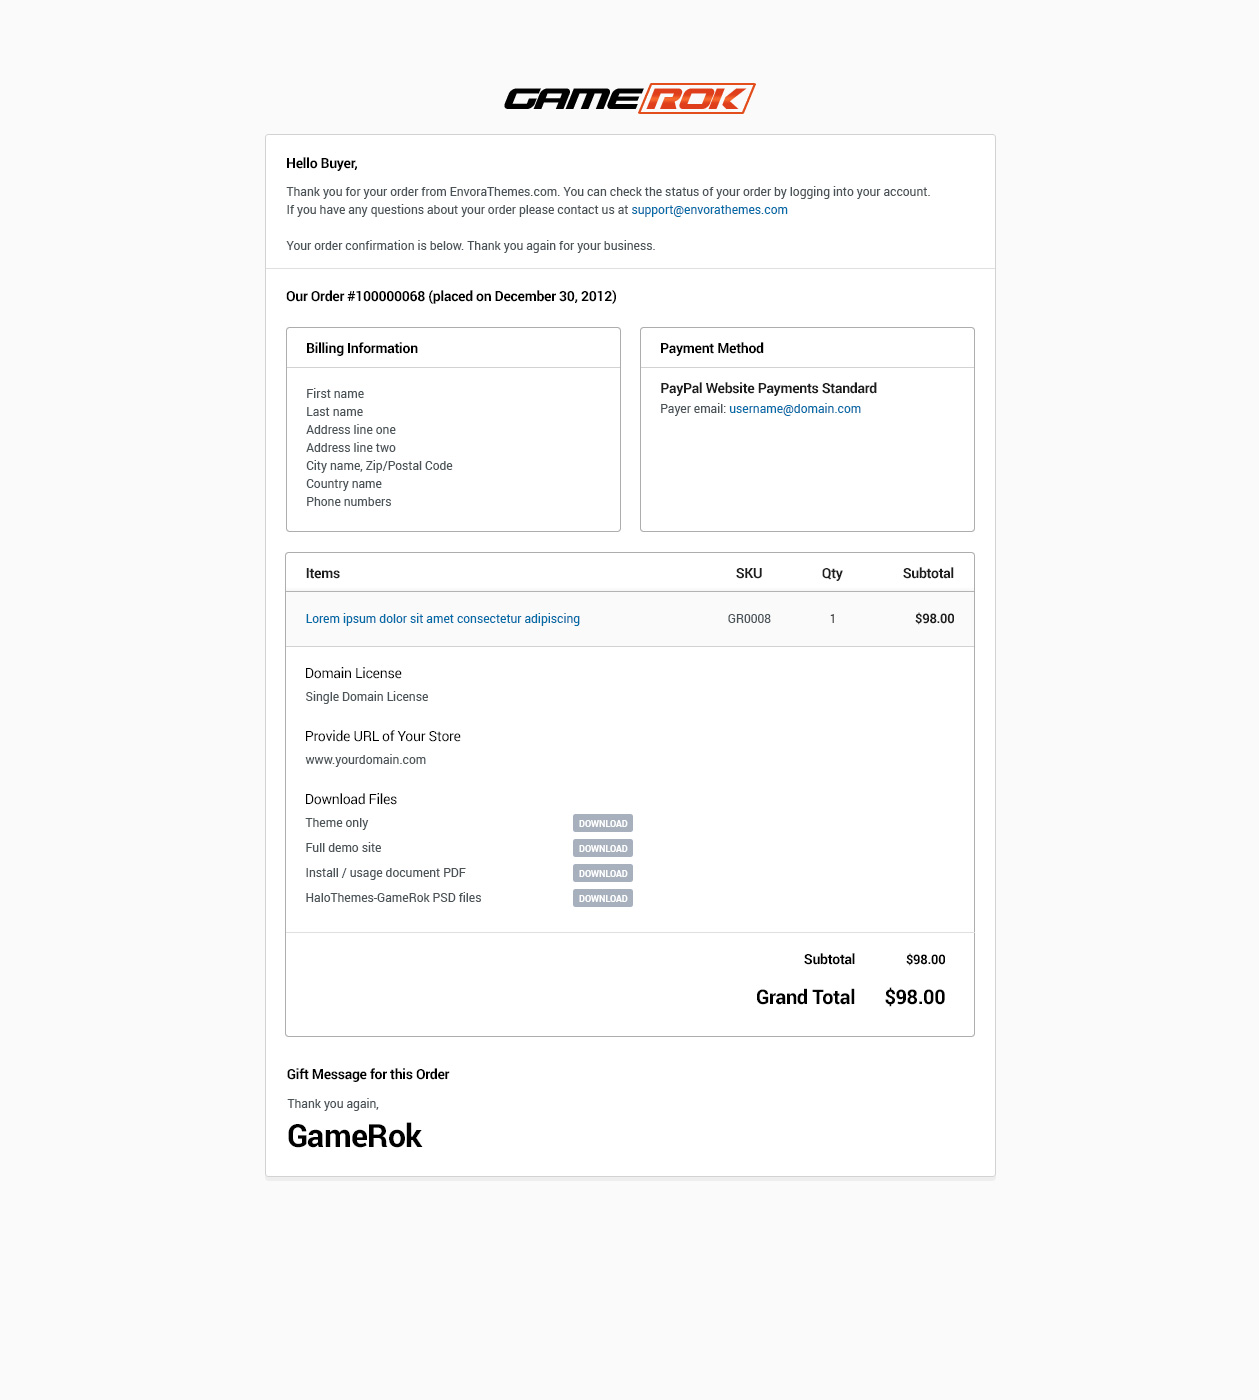 GAMEROK
Hello Buyer,
Thank you for your order from EnvoraThemes.com. You can check the status of your order by logging into your account.
If you have any questions about your order please contact us at support@envorathemes.com
Your order confirmation is below. Thank you again for your business.
Our Order #100000068 (placed on December 30, 2012)
Billing Information
First name
Last name
Address line one
Address line two
City name, Zip/Postal Code
Country name
Phone numbers
Payment Method
PayPal Website Payments Standard
Payer email: username@domain.com
Items SKU Qty Subtotal
Lorem ipsum dolor sit amet consectetur adipiscing GR0008 1 $98.00
Domain License
Single Domain License
Provide URL of Your Store
www.yourdomain.com
Download Files
Theme only DOWNLOAD
Full demo site DOWNLOAD
Install / usage document PDF DOWNLOAD
HaloThemes-GameRok PSD files DOWNLOAD
Subtotal $98.00
Grand Total $98.00
Gift Message for this Order
Thank you again,
GameRok